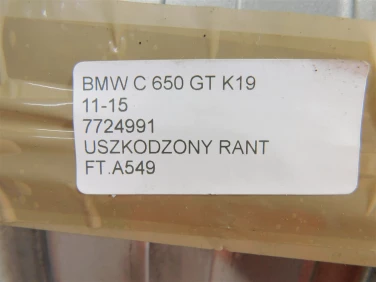 BMW C 650 GT K19
11-15
7724991
USZKODZONY RANT
FT.A549